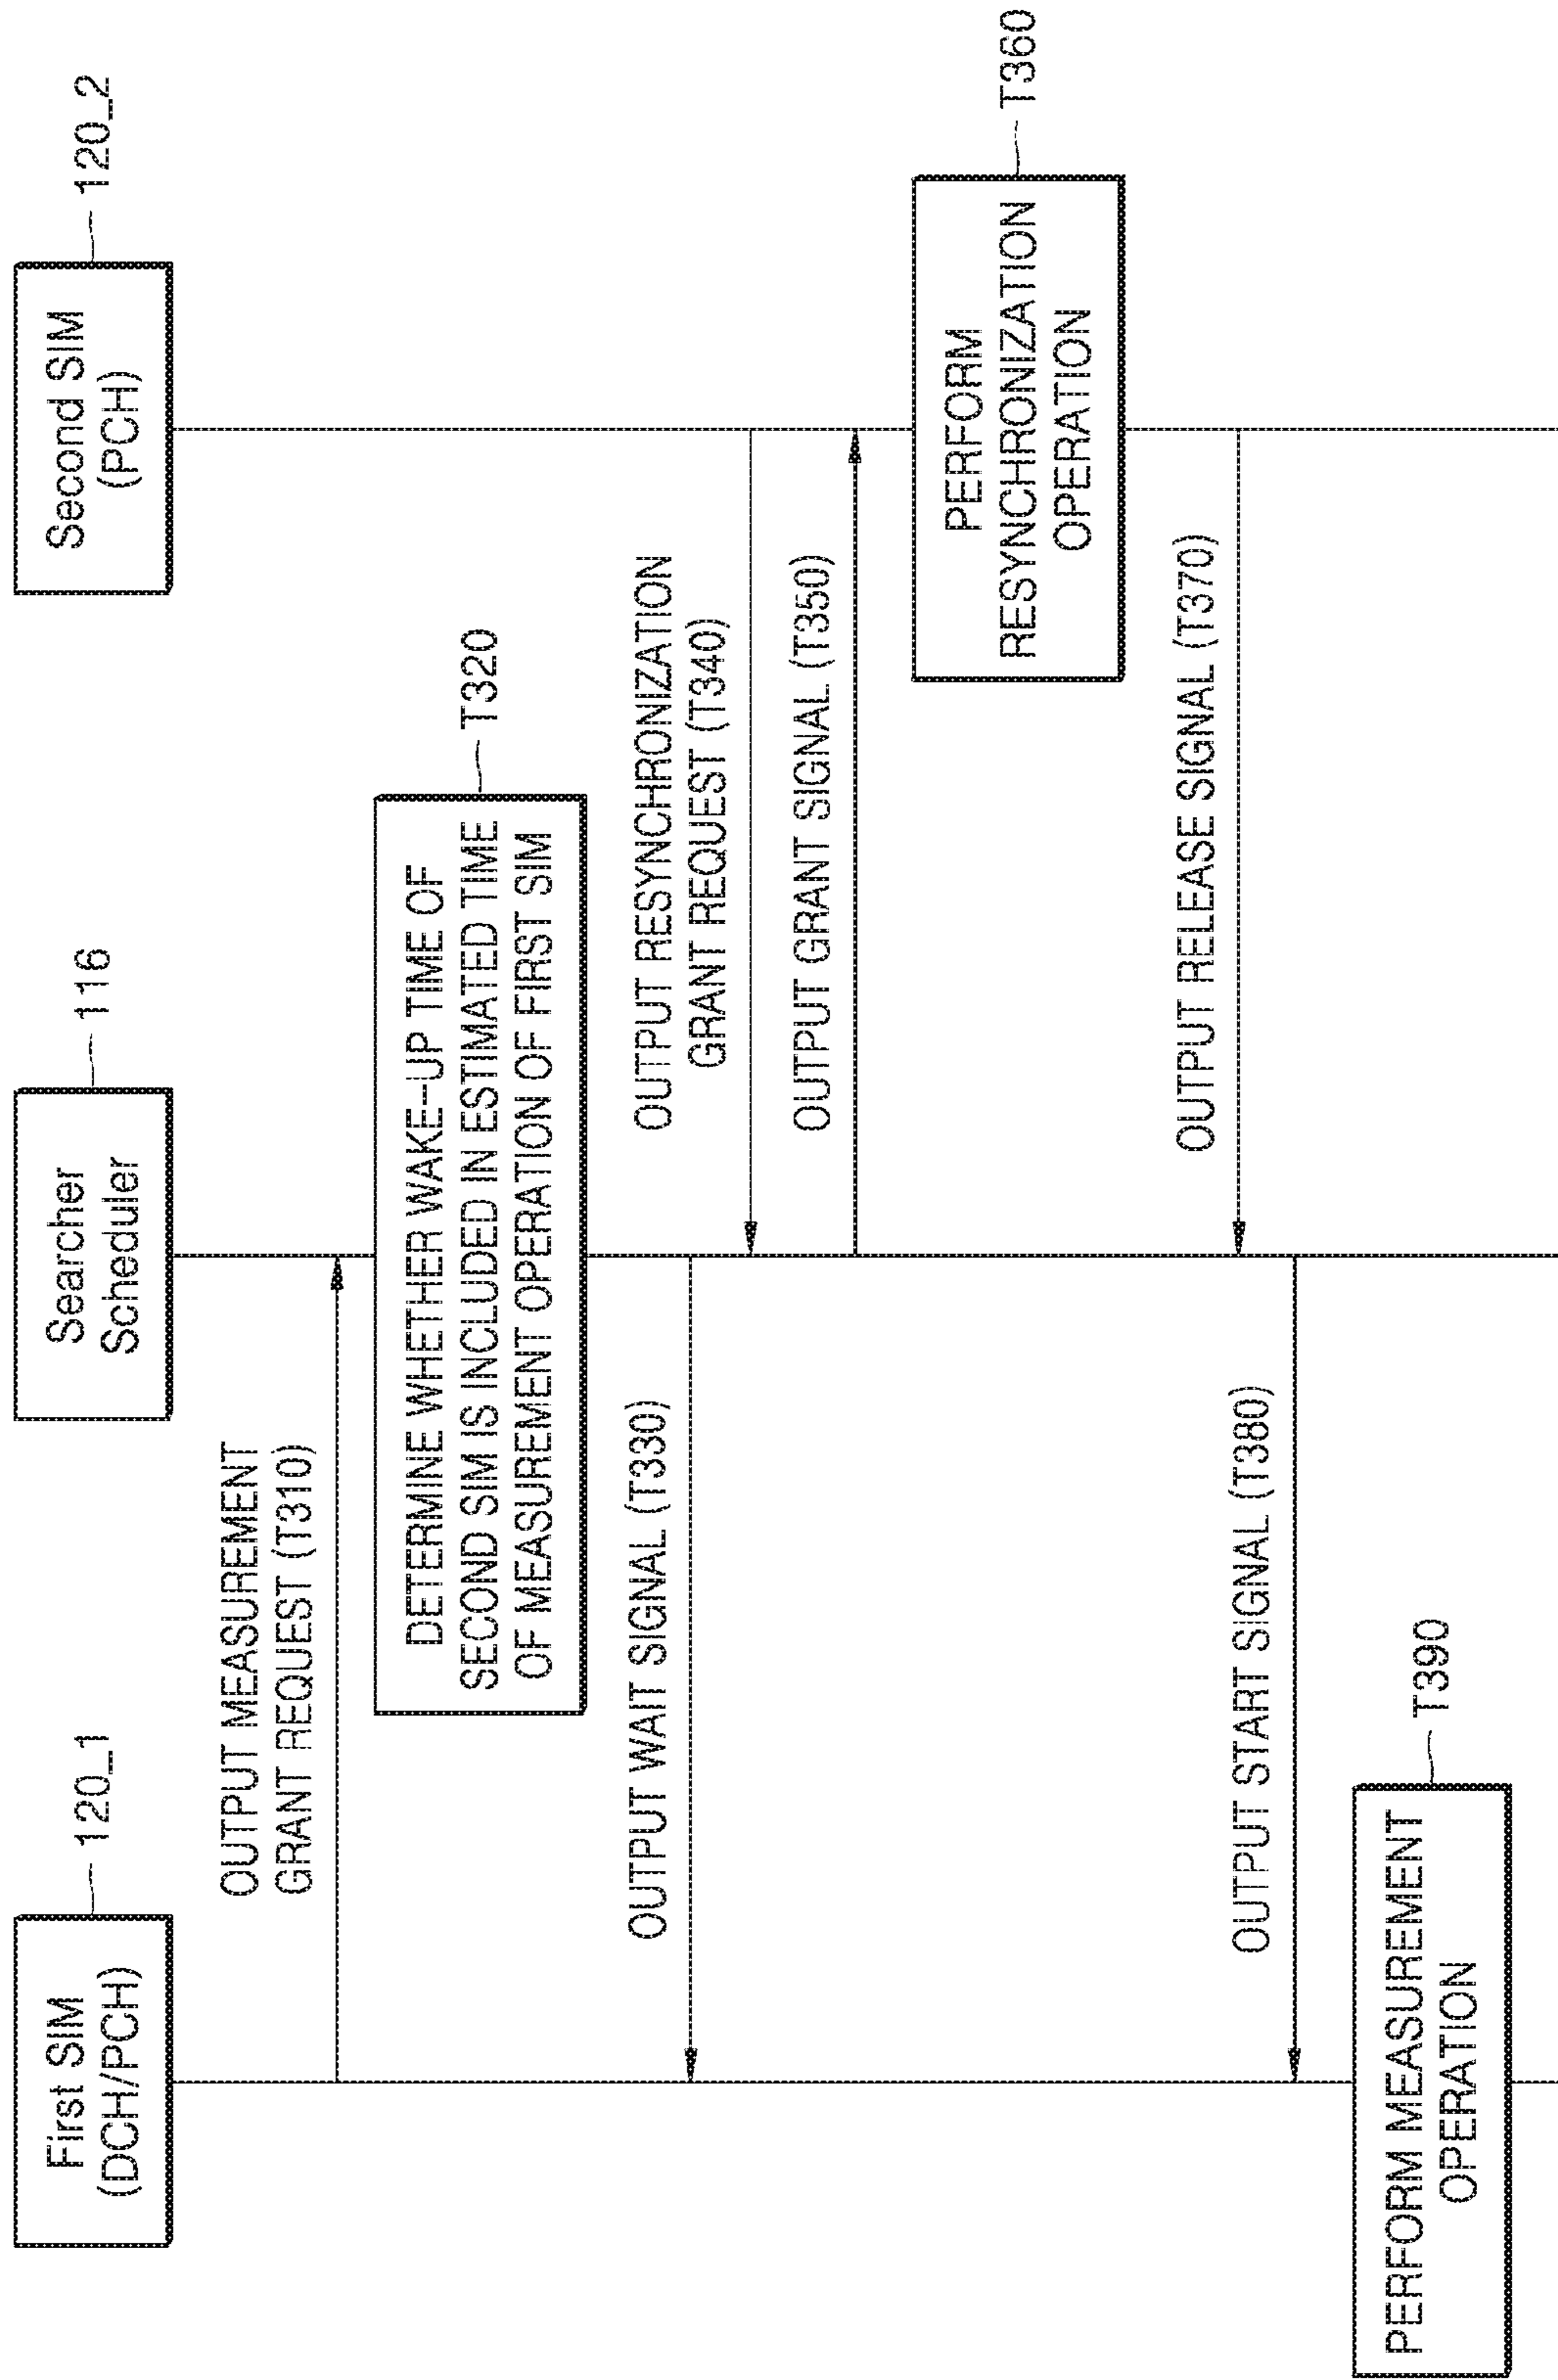 First SIM
(DCH/PCH)
120_1
Searcher
Scheduler
116
Second SIM
(PCH)
120_2
OUTPUT MEASUREMENT
GRANT REQUEST (T310)
DETERMINE WHETHER WAKE-UP TIME OF
SECOND SIM IS INCLUDED IN ESTIMATED TIME
OF MEASUREMENT OPERATION OF FIRST SIM
T320
OUTPUT WAIT SIGNAL (T330)
OUTPUT RESYNCHRONIZATION
GRANT REQUEST (T340)
OUTPUT GRANT SIGNAL (T350)
PERFORM
RESYNCHRONIZATION
OPERATION
T360
OUTPUT RELEASE SIGNAL (T370)
OUTPUT START SIGNAL (T380)
PERFORM MEASUREMENT
OPERATION
T390